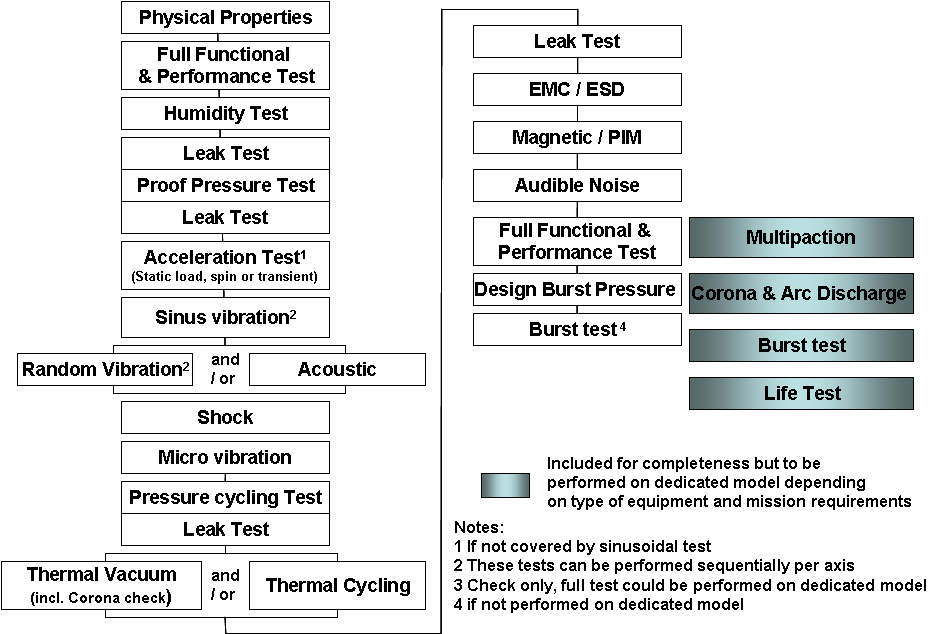 Physical Properties
Full Functional
& Performance Test
Humidity Test
Leak Test
Proof Pressure Test
Leak Test
Acceleration Test¹
(Static load, spin or transient)
Sinus vibration²
Random Vibration²
and
/ or
Acoustic
Shock
Micro vibration
Pressure cycling Test
Leak Test
Thermal Vacuum
(incl. Corona check)
and
/ or
Thermal Cycling
Leak Test
EMC / ESD
Magnetic / PIM
Audible Noise
Full Functional &
Performance Test
Design Burst Pressure
Burst test ⁴
Multipaction
Corona & Arc Discharge
Burst test
Life Test
Included for completeness but to be
performed on dedicated model depending
on type of equipment and mission requirements
Notes:
1 If not covered by sinusoidal test
2 These tests can be performed sequentially per axis
3 Check only, full test could be performed on dedicated model
4 if not performed on dedicated model